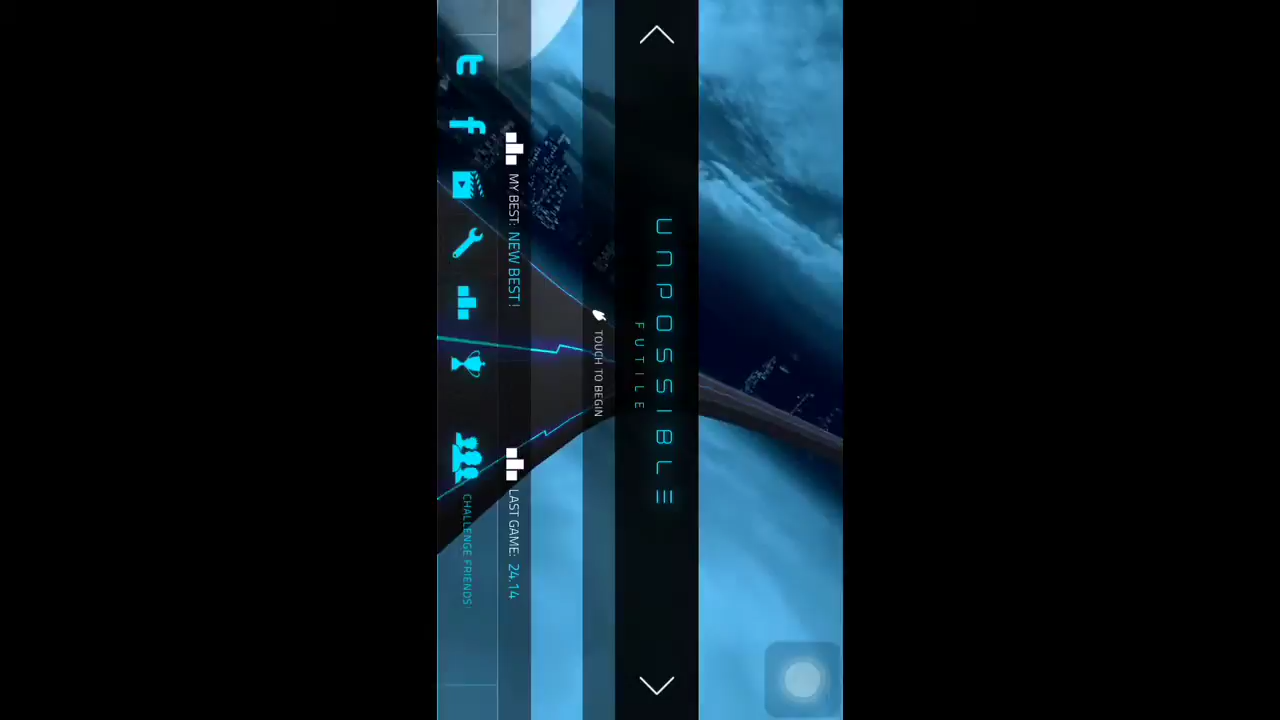 UNPOSSIBLE
FUTILE
TOUCH TO BEGIN
MY BEST: NEW BEST!
LAST GAME: 24.14
CHALLENGE FRIENDS!